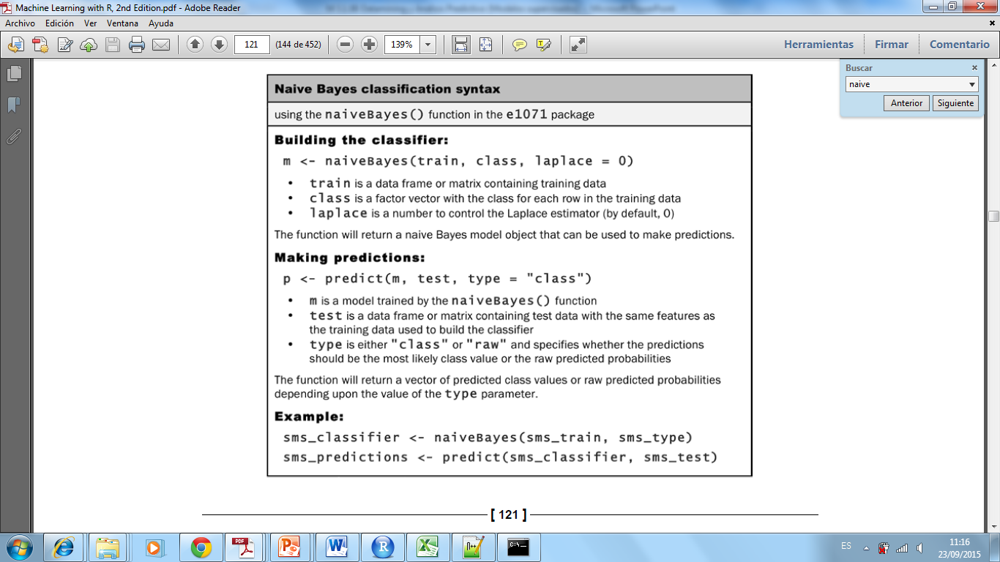 Machine Learning with R, 2nd Edition.pdf - Adobe Reader
Archivo Edición Ver Ventana Ayuda
121 (144 de 452) 139% Herramientas Firmar Comentario
Buscar
naive
Anterior Siguiente
Naive Bayes classification syntax
using the naiveBayes() function in the e1071 package
Building the classifier:
m <- naiveBayes(train, class, laplace = 0)
• train is a data frame or matrix containing training data
• class is a factor vector with the class for each row in the training data
• laplace is a number to control the Laplace estimator (by default, 0)
The function will return a naive Bayes model object that can be used to make predictions.
Making predictions:
p <- predict(m, test, type = "class")
• m is a model trained by the naiveBayes() function
• test is a data frame or matrix containing test data with the same features as
the training data used to build the classifier
• type is either "class" or "raw" and specifies whether the predictions
should be the most likely class value or the raw predicted probabilities
The function will return a vector of predicted class values or raw predicted probabilities
depending upon the value of the type parameter.
Example:
sms_classifier <- naiveBayes(sms_train, sms_type)
sms_predictions <- predict(sms_classifier, sms_test)
[ 121 ]
ES
11:16
23/09/2015